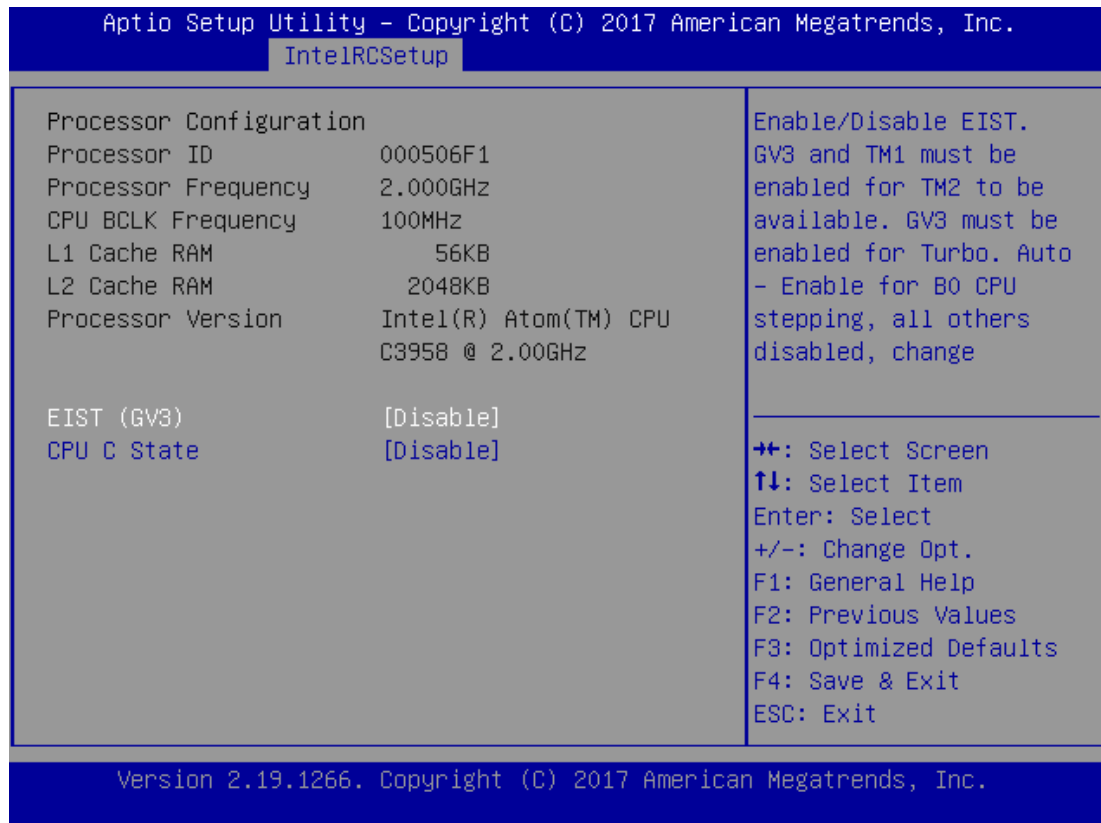 Aptio Setup Utility – Copyright (C) 2017 American Megatrends, Inc.
IntelRCSetup
Processor Configuration
Processor ID 000506F1
Processor Frequency 2.000GHz
CPU BCLK Frequency 100MHz
L1 Cache RAM 56KB
L2 Cache RAM 2048KB
Processor Version Intel(R) Atom(TM) CPU
C3958 @ 2.00GHz
EIST (GV3) [Disable]
CPU C State [Disable]
Enable/Disable EIST.
GV3 and TM1 must be
enabled for TM2 to be
available. GV3 must be
enabled for Turbo. Auto
– Enable for B0 CPU
stepping, all others
disabled, change
→←: Select Screen
↑↓: Select Item
Enter: Select
+/-: Change Opt.
F1: General Help
F2: Previous Values
F3: Optimized Defaults
F4: Save & Exit
ESC: Exit
Version 2.19.1266. Copyright (C) 2017 American Megatrends, Inc.